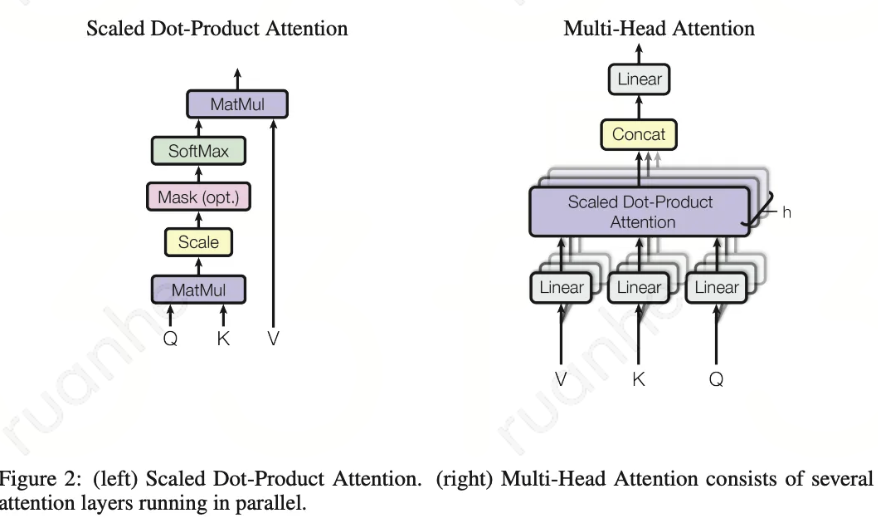 Scaled Dot-Product Attention
MatMul
SoftMax
Mask (opt.)
Scale
MatMul
Q K V
Multi-Head Attention
Linear
Concat
Scaled Dot-Product
Attention
h
Linear Linear Linear
V K Q
Figure 2: (left) Scaled Dot-Product Attention. (right) Multi-Head Attention consists of several
attention layers running in parallel.